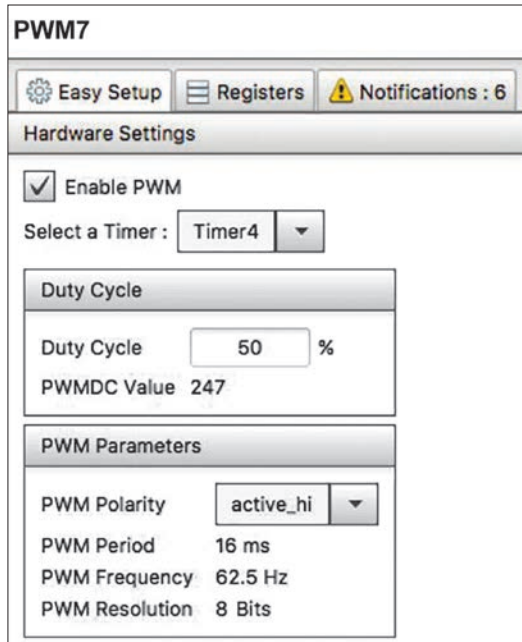 PWM7
Easy Setup Registers Notifications : 6
Hardware Settings
Enable PWM
Select a Timer : Timer4
Duty Cycle
Duty Cycle 50 %
PWMDC Value 247
PWM Parameters
PWM Polarity active_hi
PWM Period 16 ms
PWM Frequency 62.5 Hz
PWM Resolution 8 Bits